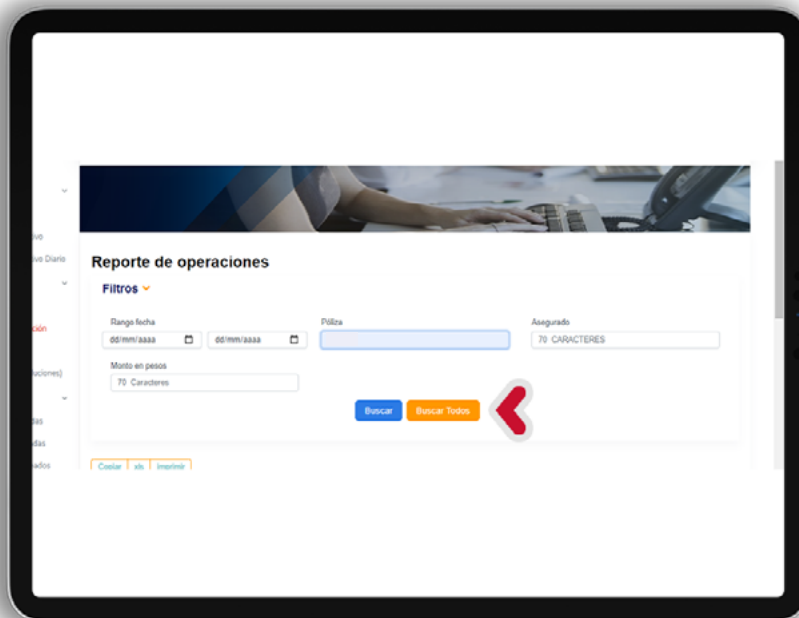 ivo
ivo Diario
ción
luciones)
das
das
ados
Reporte de operaciones
Filtros
Rango fecha
dd/mm/aaaa
dd/mm/aaaa
Póliza
Asegurado
70 CARACTERES
Monto en pesos
70 Caracteres
Buscar
Buscar Todos
Copiar xls Imprimir